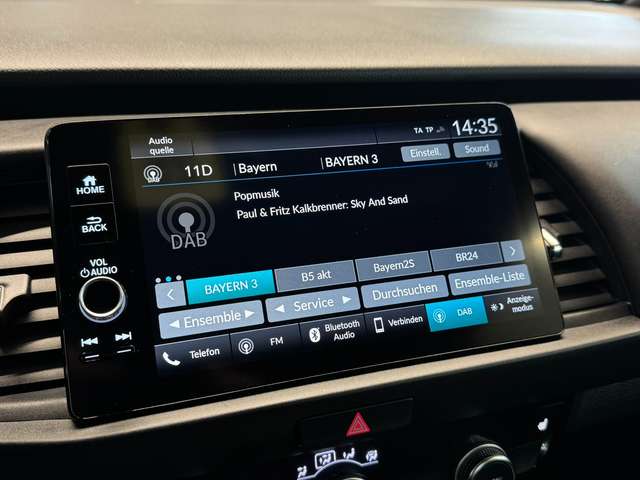 Audio
quelle
TA TP 14:35
HOME
DAB 11D Bayern BAYERN 3 Einstell. Sound
BACK
Popmusik
Paul & Fritz Kalkbrenner: Sky And Sand
DAB
VOL
AUDIO
BAYERN 3 B5 akt Bayern2S BR24
Ensemble Service Durchsuchen Ensemble-Liste
Telefon FM Bluetooth Audio Verbinden DAB Anzeige-modus